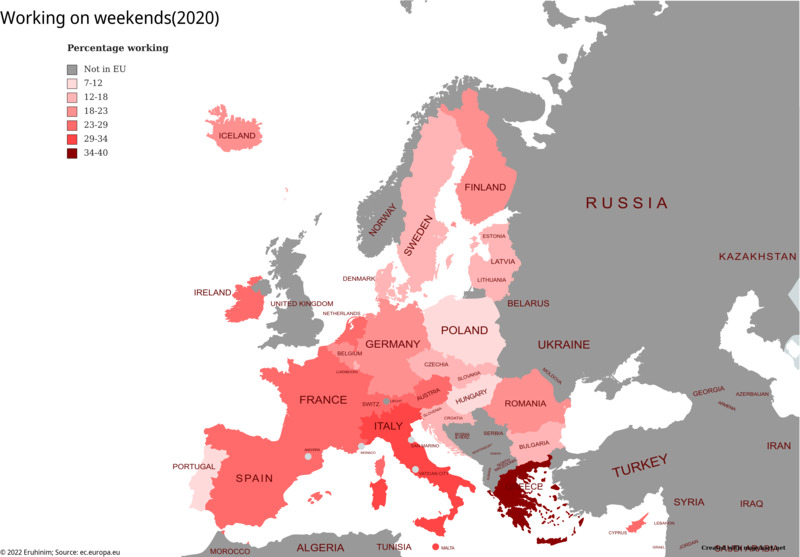 Working on weekends(2020)
Percentage working
Not in EU
7-12
12-18
18-23
23-29
29-34
34-40
ICELAND
FINLAND
RUSSIA
NORWAY
SWEDEN
ESTONIA
KAZAKHSTAN
LATVIA
DENMARK
LITHUANIA
IRELAND
UNITED KINGDOM
BELARUS
NETHERLANDS
POLAND
GERMANY
UKRAINE
BELGIUM
LUXEMBOURG
CZECHIA
SLOVAKIA
MOLDOVA
FRANCE
AUSTRIA
HUNGARY
GEORGIA
AZERBAIJAN
SWITZ.
ROMANIA
ARMENIA
SLOVENIA
CROATIA
ITALY
SERBIA
SAN MARINO
BULGARIA
MONACO
IRAN
PORTUGAL
SPAIN
VATICAN CITY
TURKEY
EECE
SYRIA
IRAQ
LEBANON
CYPRUS
MALTA
ISRAEL
JORDAN
MOROCCO
ALGERIA
TUNISIA
© 2022 Eruhinim; Source: ec.europa.eu
Created with mapchart.net